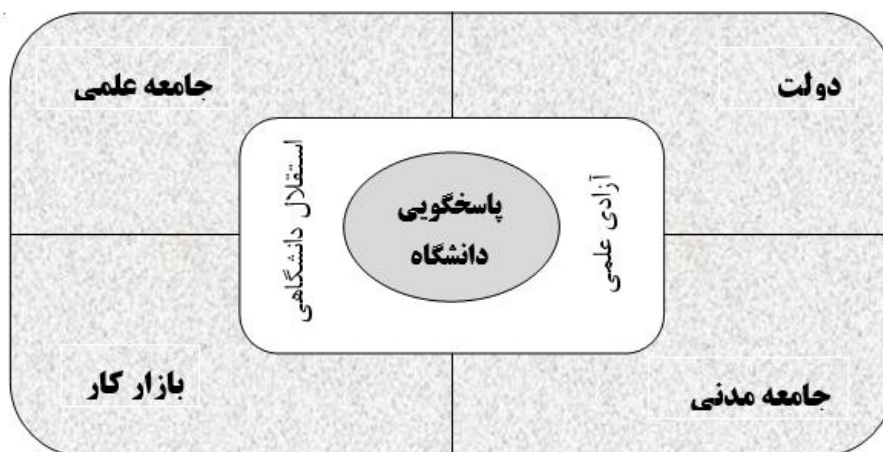 دولت
جامعه علمی
آزادی علمی
پاسخگویی
دانشگاه
استقلال دانشگاهی
جامعه مدنی
بازار کار